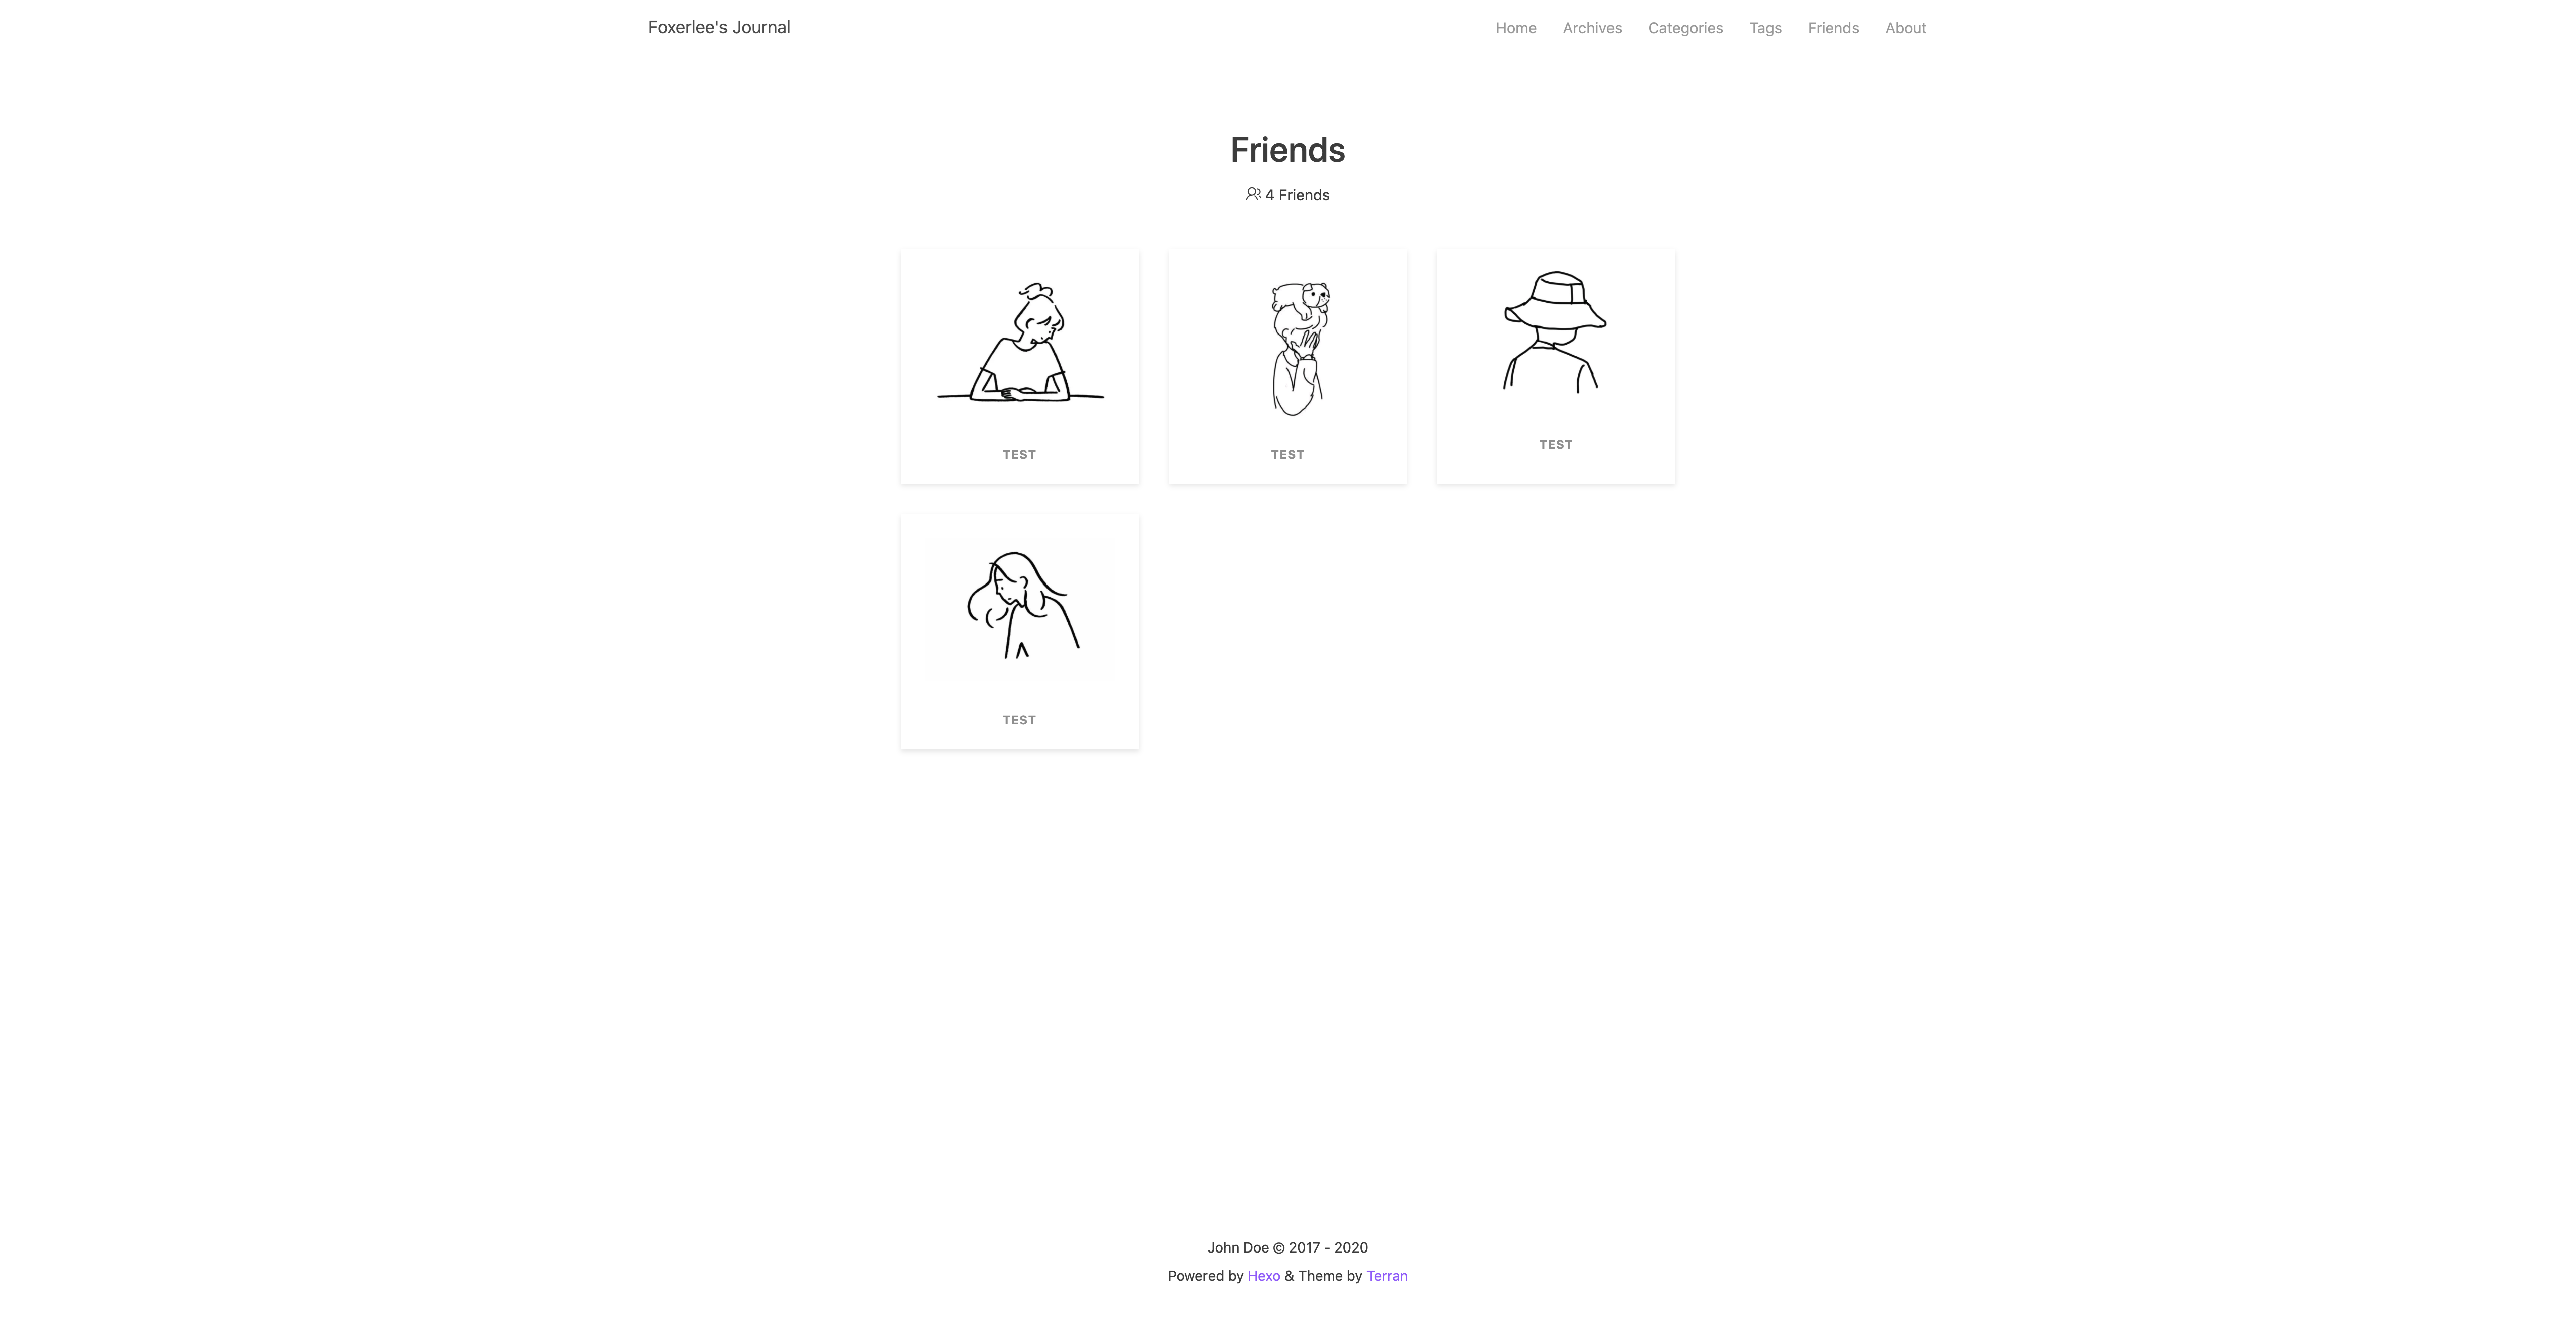 Foxerlee's Journal
Home Archives Categories Tags Friends About
Friends
4 Friends
TEST
TEST
TEST
TEST
John Doe © 2017 - 2020
Powered by Hexo & Theme by Terran